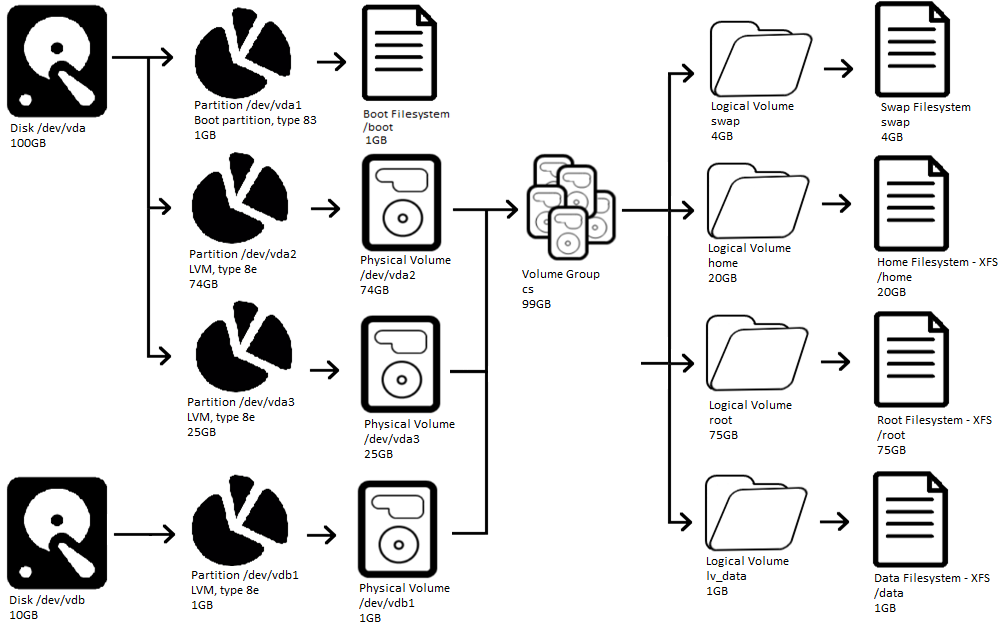 Disk /dev/vda
100GB
Partition /dev/vda1
Boot partition, type 83
1GB
Boot Filesystem
/boot
1GB
Partition /dev/vda2
LVM, type 8e
74GB
Physical Volume
/dev/vda2
74GB
Partition /dev/vda3
LVM, type 8e
25GB
Physical Volume
/dev/vda3
25GB
Disk /dev/vdb
10GB
Partition /dev/vdb1
LVM, type 8e
1GB
Physical Volume
/dev/vdb1
1GB
Volume Group
cs
99GB
Logical Volume
swap
4GB
Swap Filesystem
swap
4GB
Logical Volume
home
20GB
Home Filesystem - XFS
/home
20GB
Logical Volume
root
75GB
Root Filesystem - XFS
/root
75GB
Logical Volume
lv_data
1GB
Data Filesystem - XFS
/data
1GB